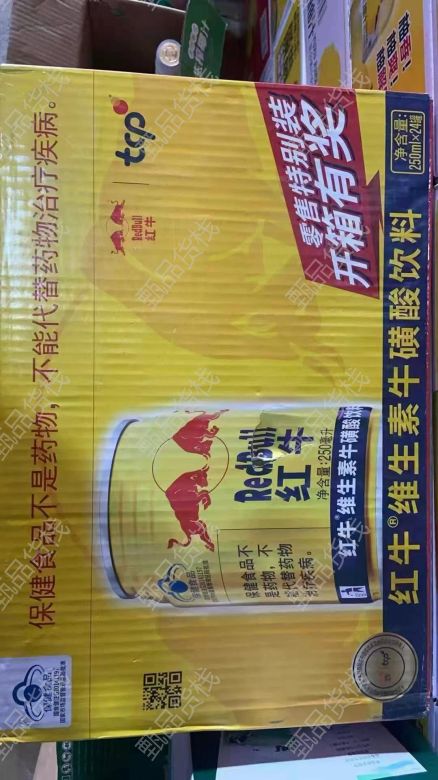 保健食品不是药物，不能代替药物治疗疾病。
tcp
RedBull
红牛
零售特别装
开箱有奖
净含量：
250ml×24罐
红牛®维生素牛磺酸饮料
RedBull
红牛
净含量：250毫升
红牛®维生素牛磺酸饮料
保健食品
保健食品不
是药物，不
能代替药物
治疗疾病。
保健食品
tcp
甄品货栈